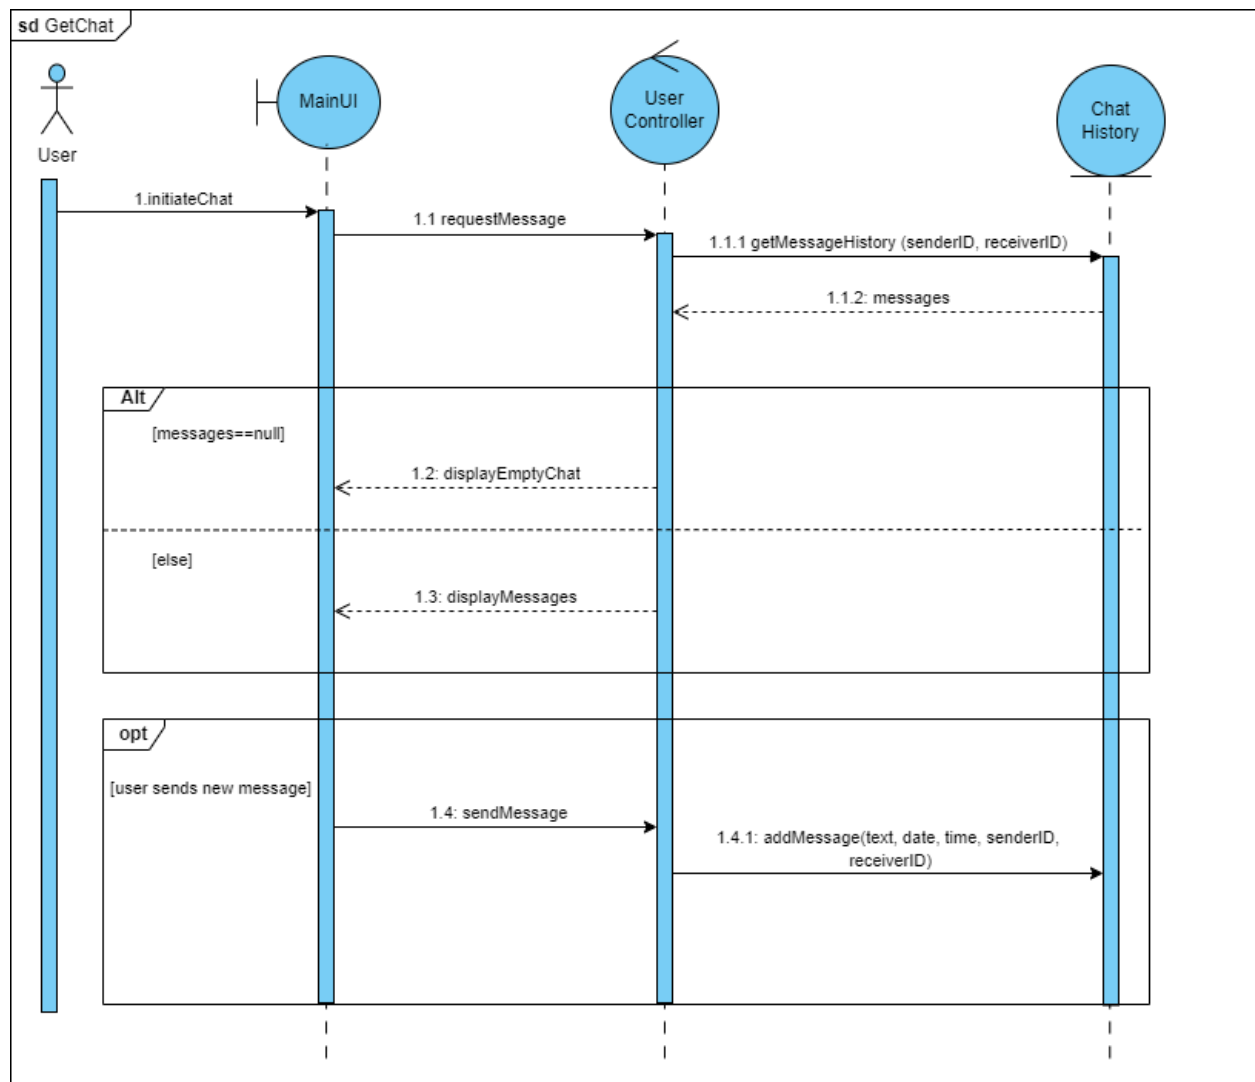 sd GetChat
User
MainUI
User
Controller
Chat
History
1.initiateChat
1.1 requestMessage
1.1.1 getMessageHistory (senderID, receiverID)
1.1.2: messages
Alt
[messages==null]
1.2: displayEmptyChat
[else]
1.3: displayMessages
opt
[user sends new message]
1.4: sendMessage
1.4.1: addMessage(text, date, time, senderID,
receiverID)